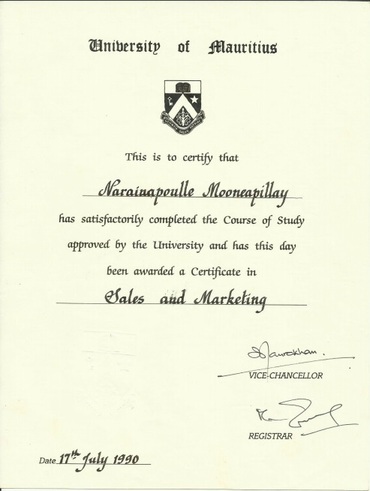 University of Mauritius
This is to certify that
Narainapoulle Mooneapillay
has satisfactorily completed the Course of Study
approved by the University and has this day
been awarded a Certificate in
Sales and Marketing
VICE-CHANCELLOR
REGISTRAR
Date 17th July 1990